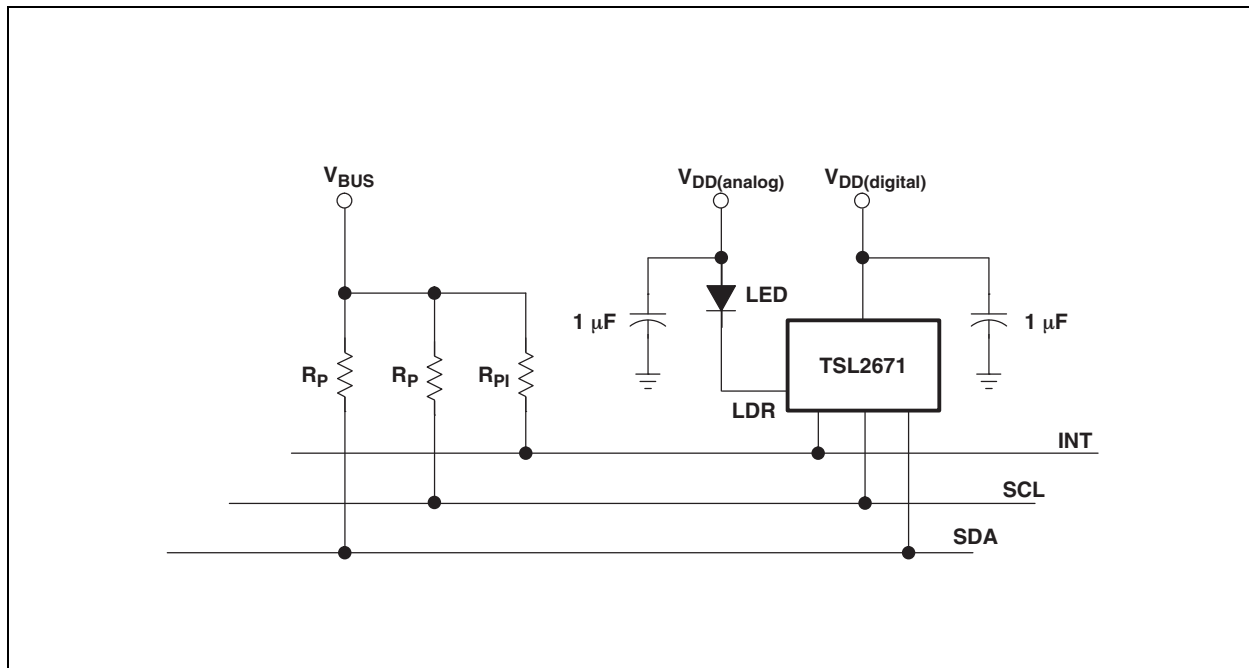 VBUS
VDD(analog)
VDD(digital)
LED
1 μF
1 μF
RP
RP
RPI
TSL2671
LDR
INT
SCL
SDA